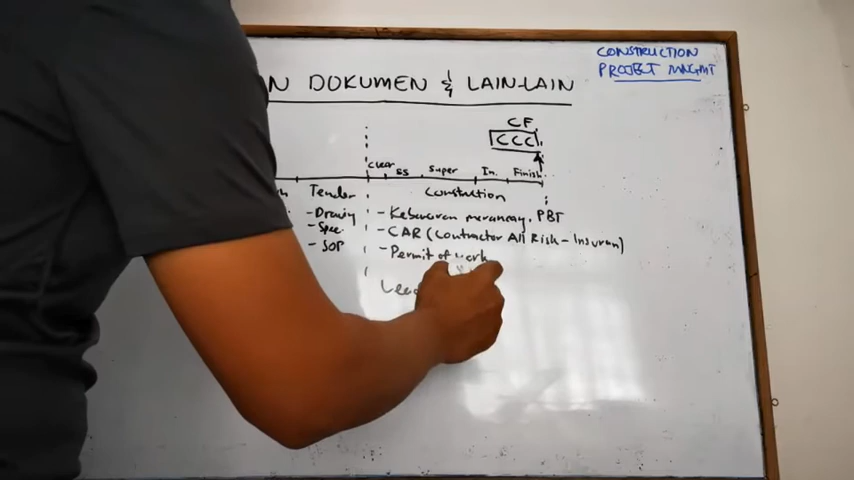 CONSTRUCTION
PROJECT MNGMT
N DOKUMEN & LAIN-LAIN
CF
CCC
clear
SS
super
In.
Finish
Tender
Construction
-Drawing
- Kebenaran merancang. PBT
- Spec.
- CAR (Contractor All Risk - Insuran)
- SOP
- Permit of work